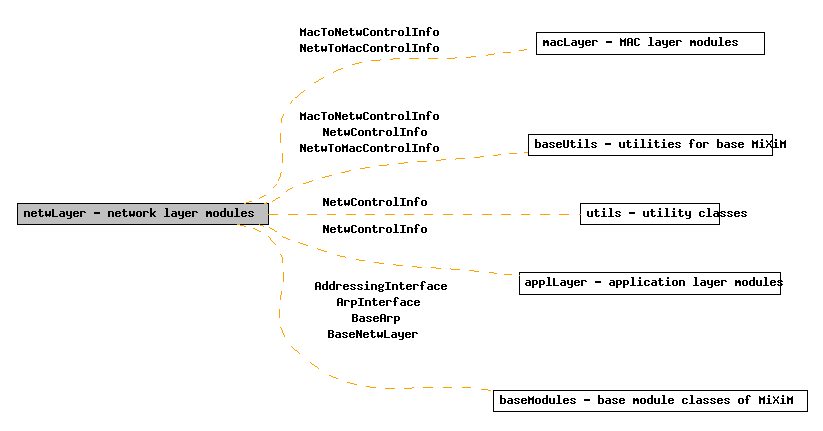 MacToNetwControlInfo
NetwToMacControlInfo
macLayer - MAC layer modules
MacToNetwControlInfo
NetwControlInfo
NetwToMacControlInfo
baseUtils - utilities for base MiXiM
netwLayer - network layer modules
NetwControlInfo
utils - utility classes
NetwControlInfo
applLayer - application layer modules
AddressingInterface
ArpInterface
BaseArp
BaseNetwLayer
baseModules - base module classes of MiXiM